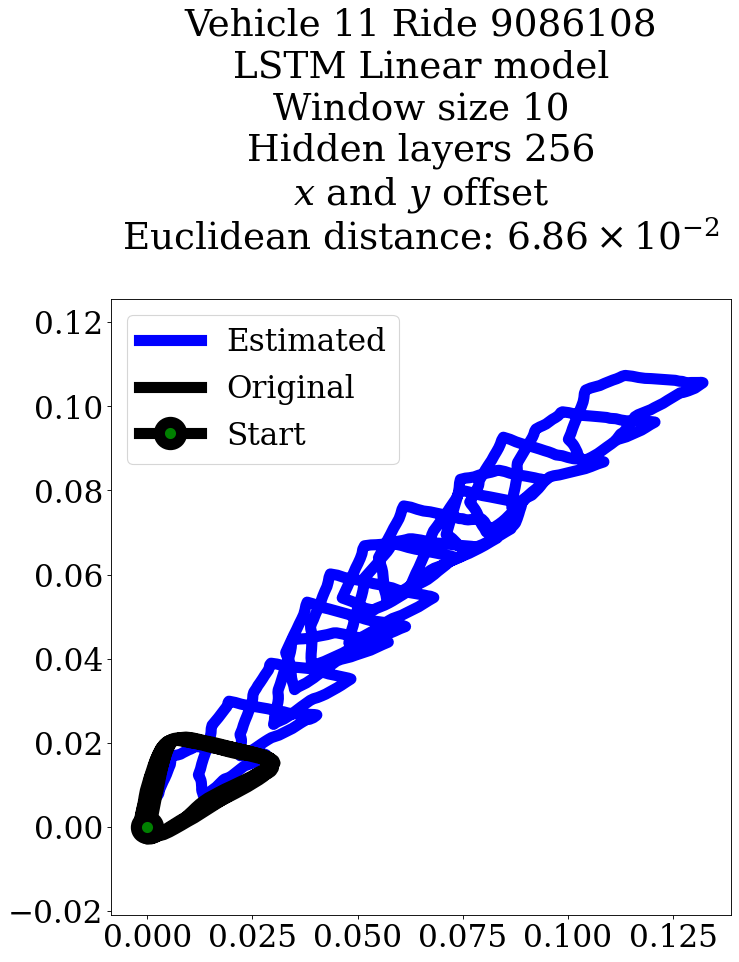 Vehicle 11 Ride 9086108
LSTM Linear model
Window size 10
Hidden layers 256
x and y offset
Euclidean distance: 6.86 × 10⁻²
0.12
0.10
0.08
0.06
0.04
0.02
0.00
−0.02
Estimated
Original
Start
0.000 0.025 0.050 0.075 0.100 0.125